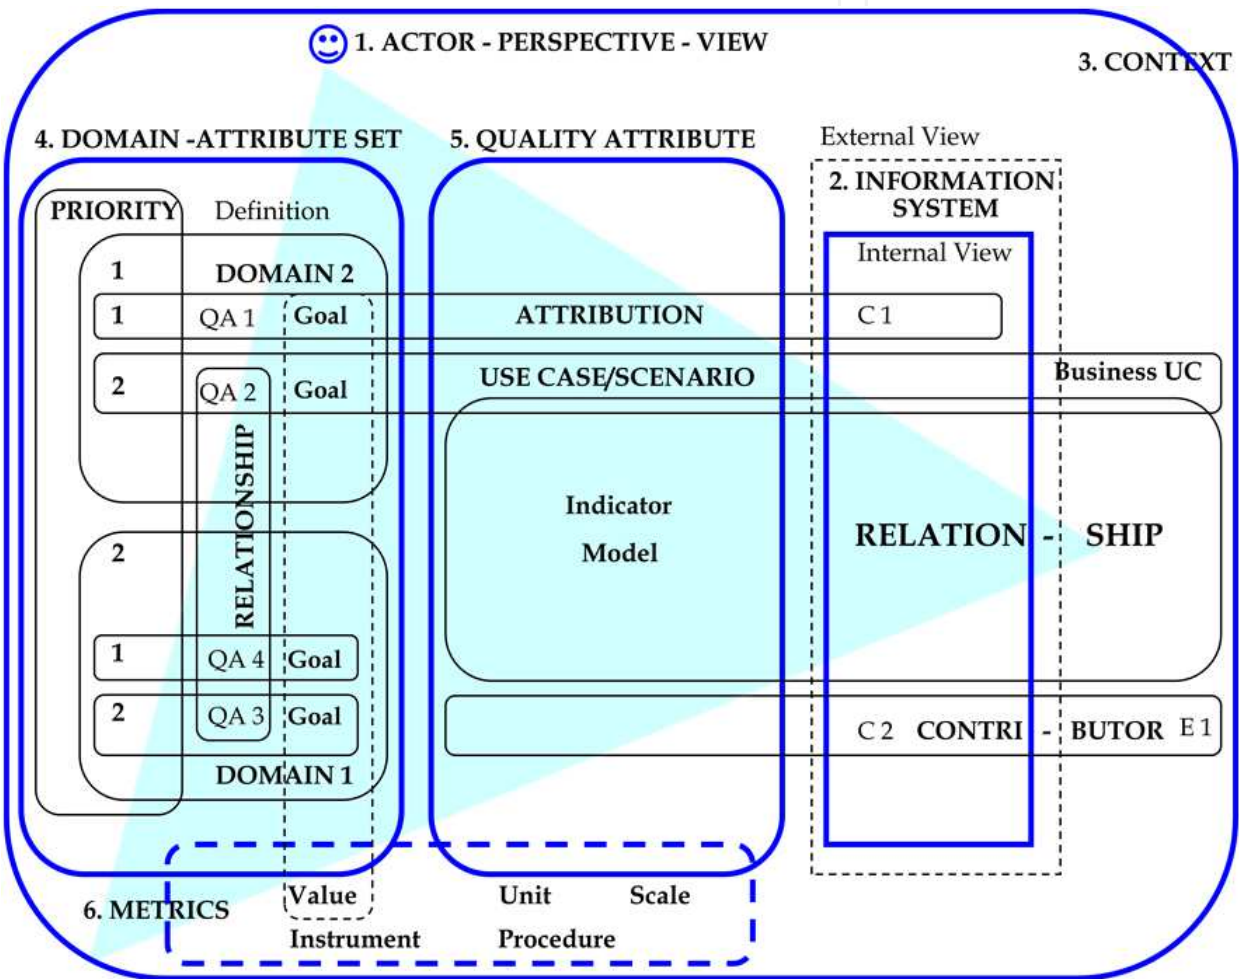 1. ACTOR - PERSPECTIVE - VIEW
3. CONTEXT
4. DOMAIN -ATTRIBUTE SET
5. QUALITY ATTRIBUTE
External View
2. INFORMATION
SYSTEM
PRIORITY
Definition
Internal View
1
DOMAIN 2
1
QA 1
Goal
ATTRIBUTION
C 1
2
QA 2
Goal
USE CASE/SCENARIO
Business UC
RELATIONSHIP
Indicator
Model
RELATION - SHIP
2
1
QA 4
Goal
2
QA 3
Goal
C 2 CONTRI - BUTOR E 1
DOMAIN 1
6. METRICS
Value
Unit
Scale
Instrument
Procedure